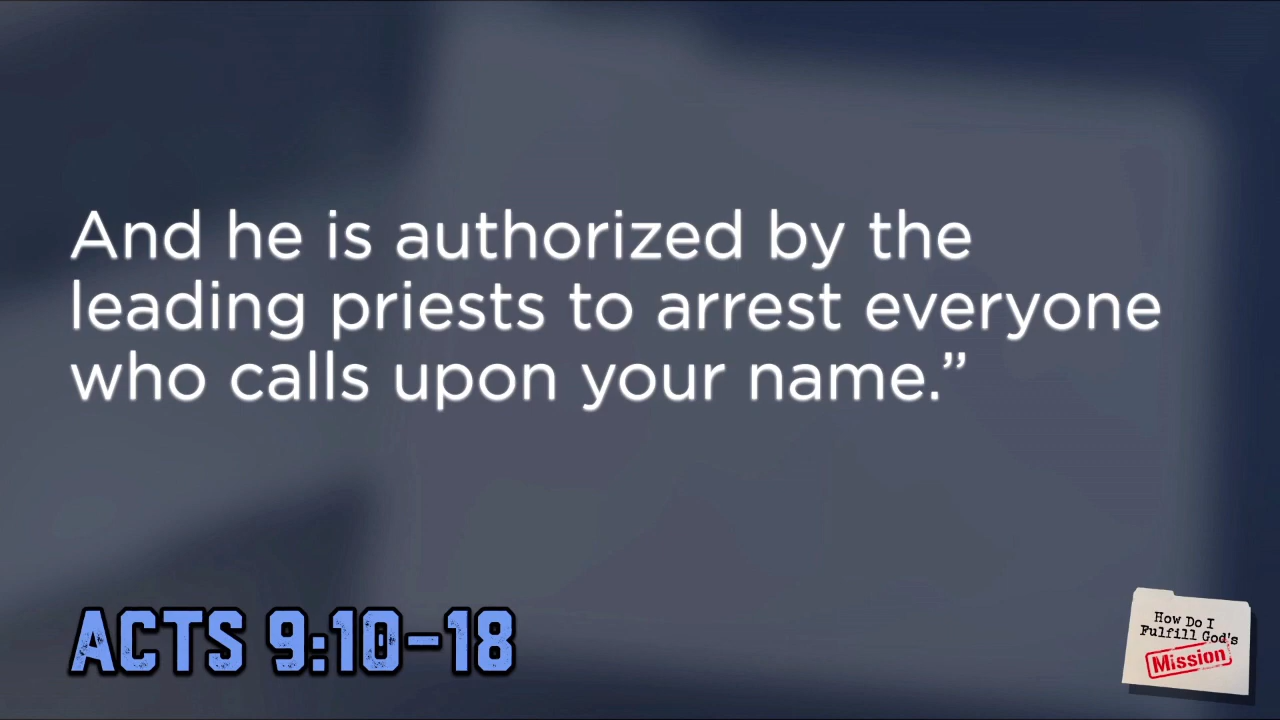 And he is authorized by the
leading priests to arrest everyone
who calls upon your name.”
ACTS 9:10-18
How Do I
Fulfill God's
Mission